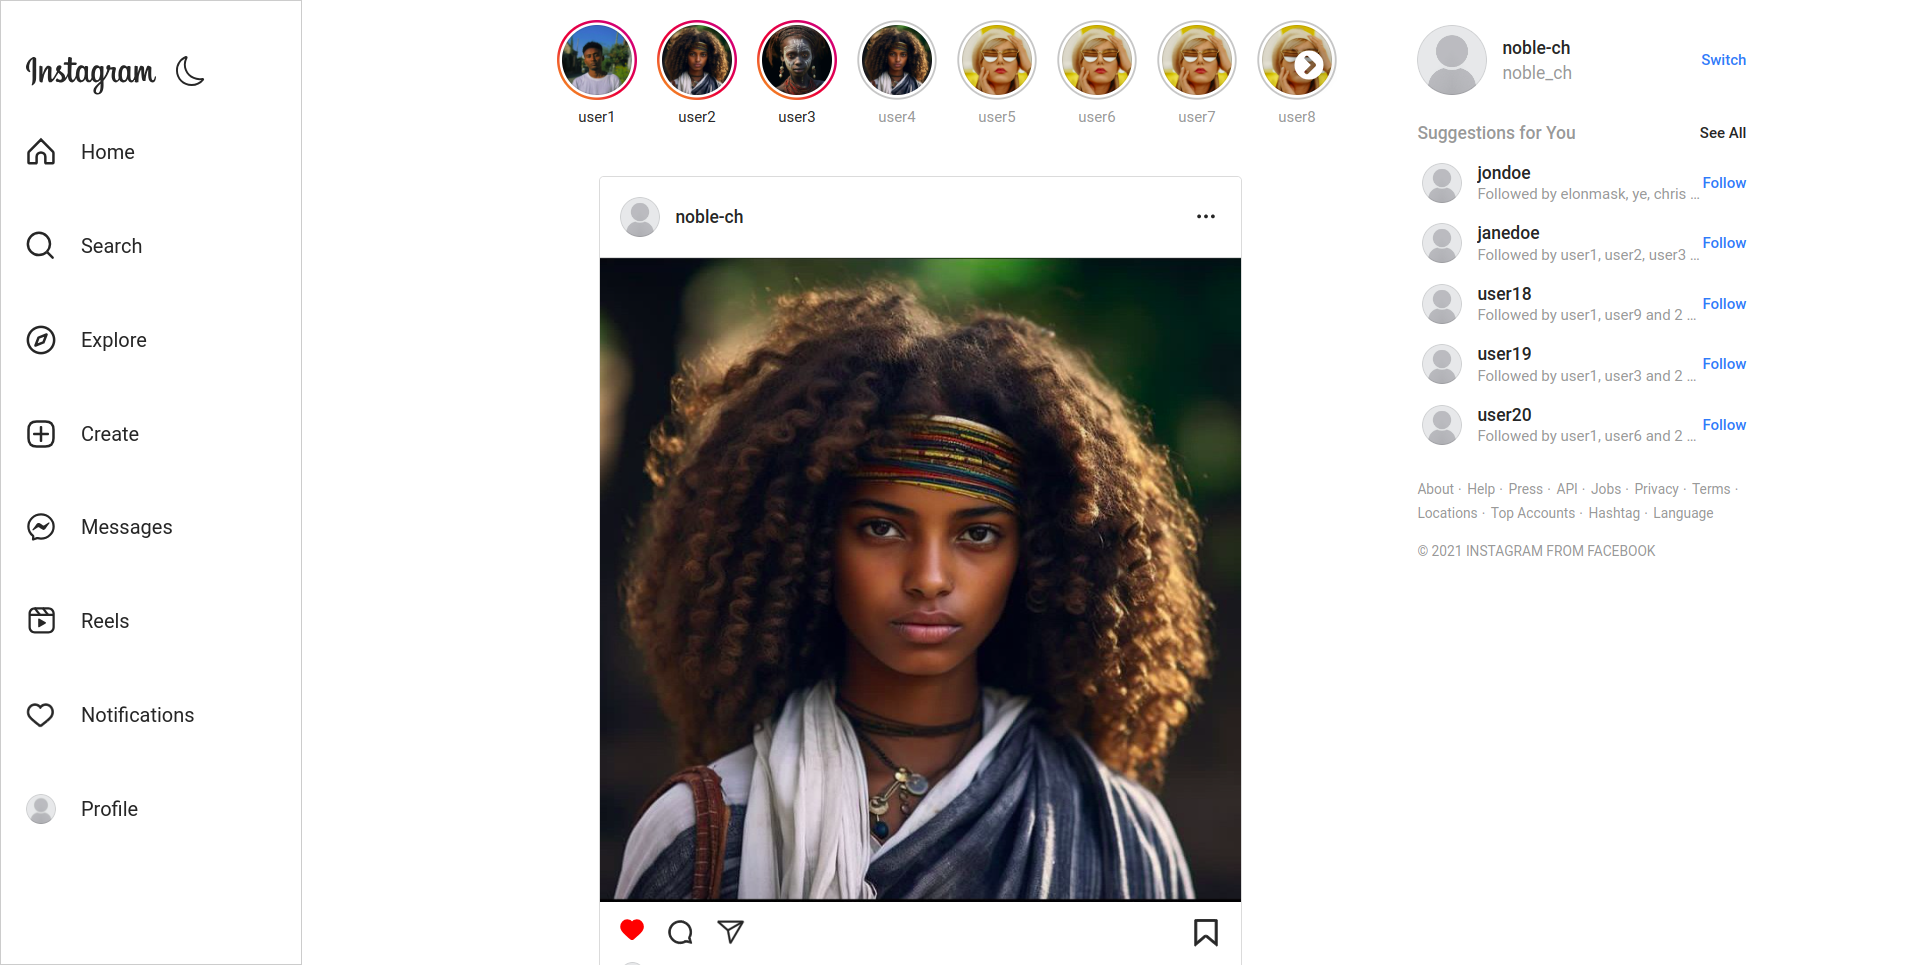 Instagram
Home
Search
Explore
Create
Messages
Reels
Notifications
Profile
user1
user2
user3
user4
user5
user6
user7
user8
noble-ch
noble-ch
noble_ch
Switch
Suggestions for You
See All
jondoe
Followed by elonmask, ye, chris ...
Follow
janedoe
Followed by user1, user2, user3 ...
Follow
user18
Followed by user1, user9 and 2 ...
Follow
user19
Followed by user1, user3 and 2 ...
Follow
user20
Followed by user1, user6 and 2 ...
Follow
About · Help · Press · API · Jobs · Privacy · Terms ·
Locations · Top Accounts · Hashtag · Language
© 2021 INSTAGRAM FROM FACEBOOK